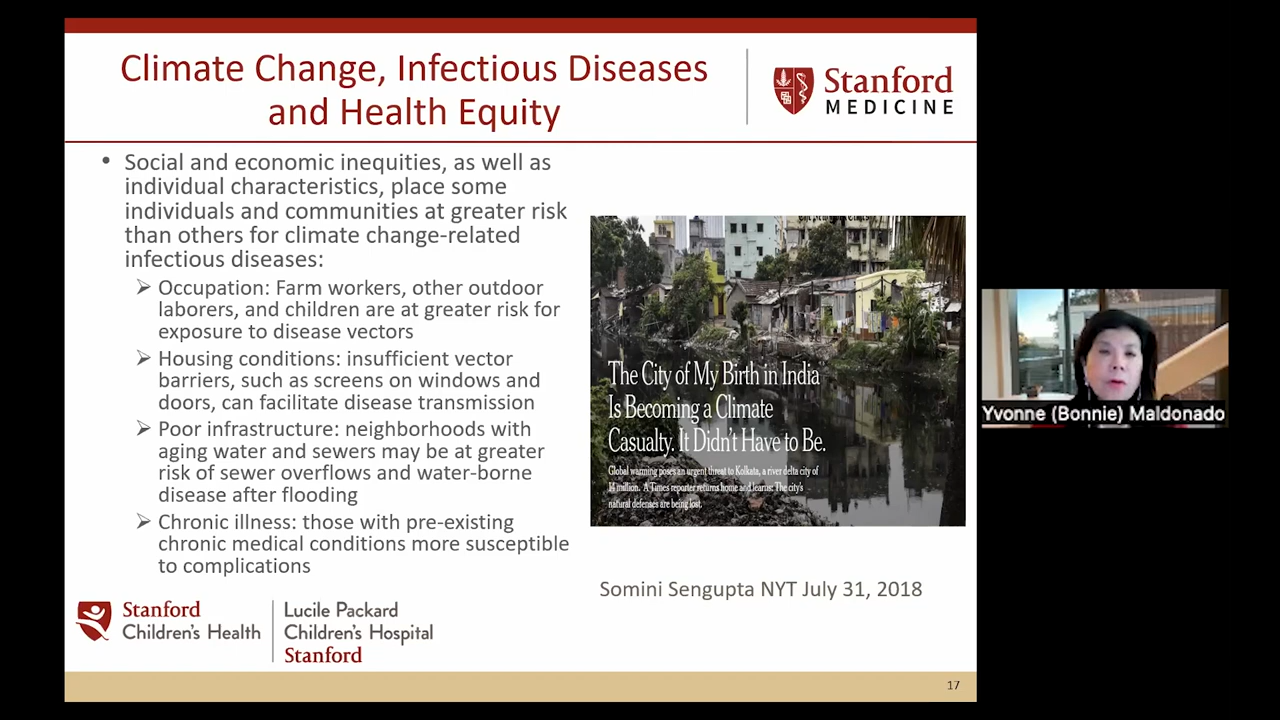 Climate Change, Infectious Diseases
and Health Equity
Stanford
MEDICINE
• Social and economic inequities, as well as
individual characteristics, place some
individuals and communities at greater risk
than others for climate change-related
infectious diseases:
➢ Occupation: Farm workers, other outdoor
laborers, and children are at greater risk for
exposure to disease vectors
➢ Housing conditions: insufficient vector
barriers, such as screens on windows and
doors, can facilitate disease transmission
➢ Poor infrastructure: neighborhoods with
aging water and sewers may be at greater
risk of sewer overflows and water-borne
disease after flooding
➢ Chronic illness: those with pre-existing
chronic medical conditions more susceptible
to complications
The City of My Birth in India
Is Becoming a Climate
Casualty. It Didn't Have to Be.
Global warming poses an urgent threat to Kolkata, a river delta city of
14 million. A Times reporter returns home and learns: The city's
natural defenses are being lost.
Somini Sengupta NYT July 31, 2018
Stanford
Children's Health
Lucile Packard
Children's Hospital
Stanford
17
Yvonne (Bonnie) Maldonado